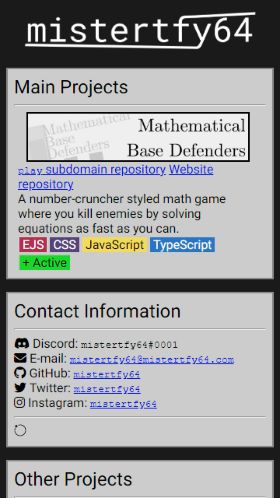 mistertfy64
Main Projects
Mathematical
Base
Defenders
Mathematical
Base Defenders
play subdomain repository Website
repository
A number-cruncher styled math game
where you kill enemies by solving
equations as fast as you can.
EJS CSS JavaScript TypeScript
+ Active
Contact Information
Discord: mistertfy64#0001
E-mail: mistertfy64@mistertfy64.com
GitHub: mistertfy64
Twitter: mistertfy64
Instagram: mistertfy64
Other Projects